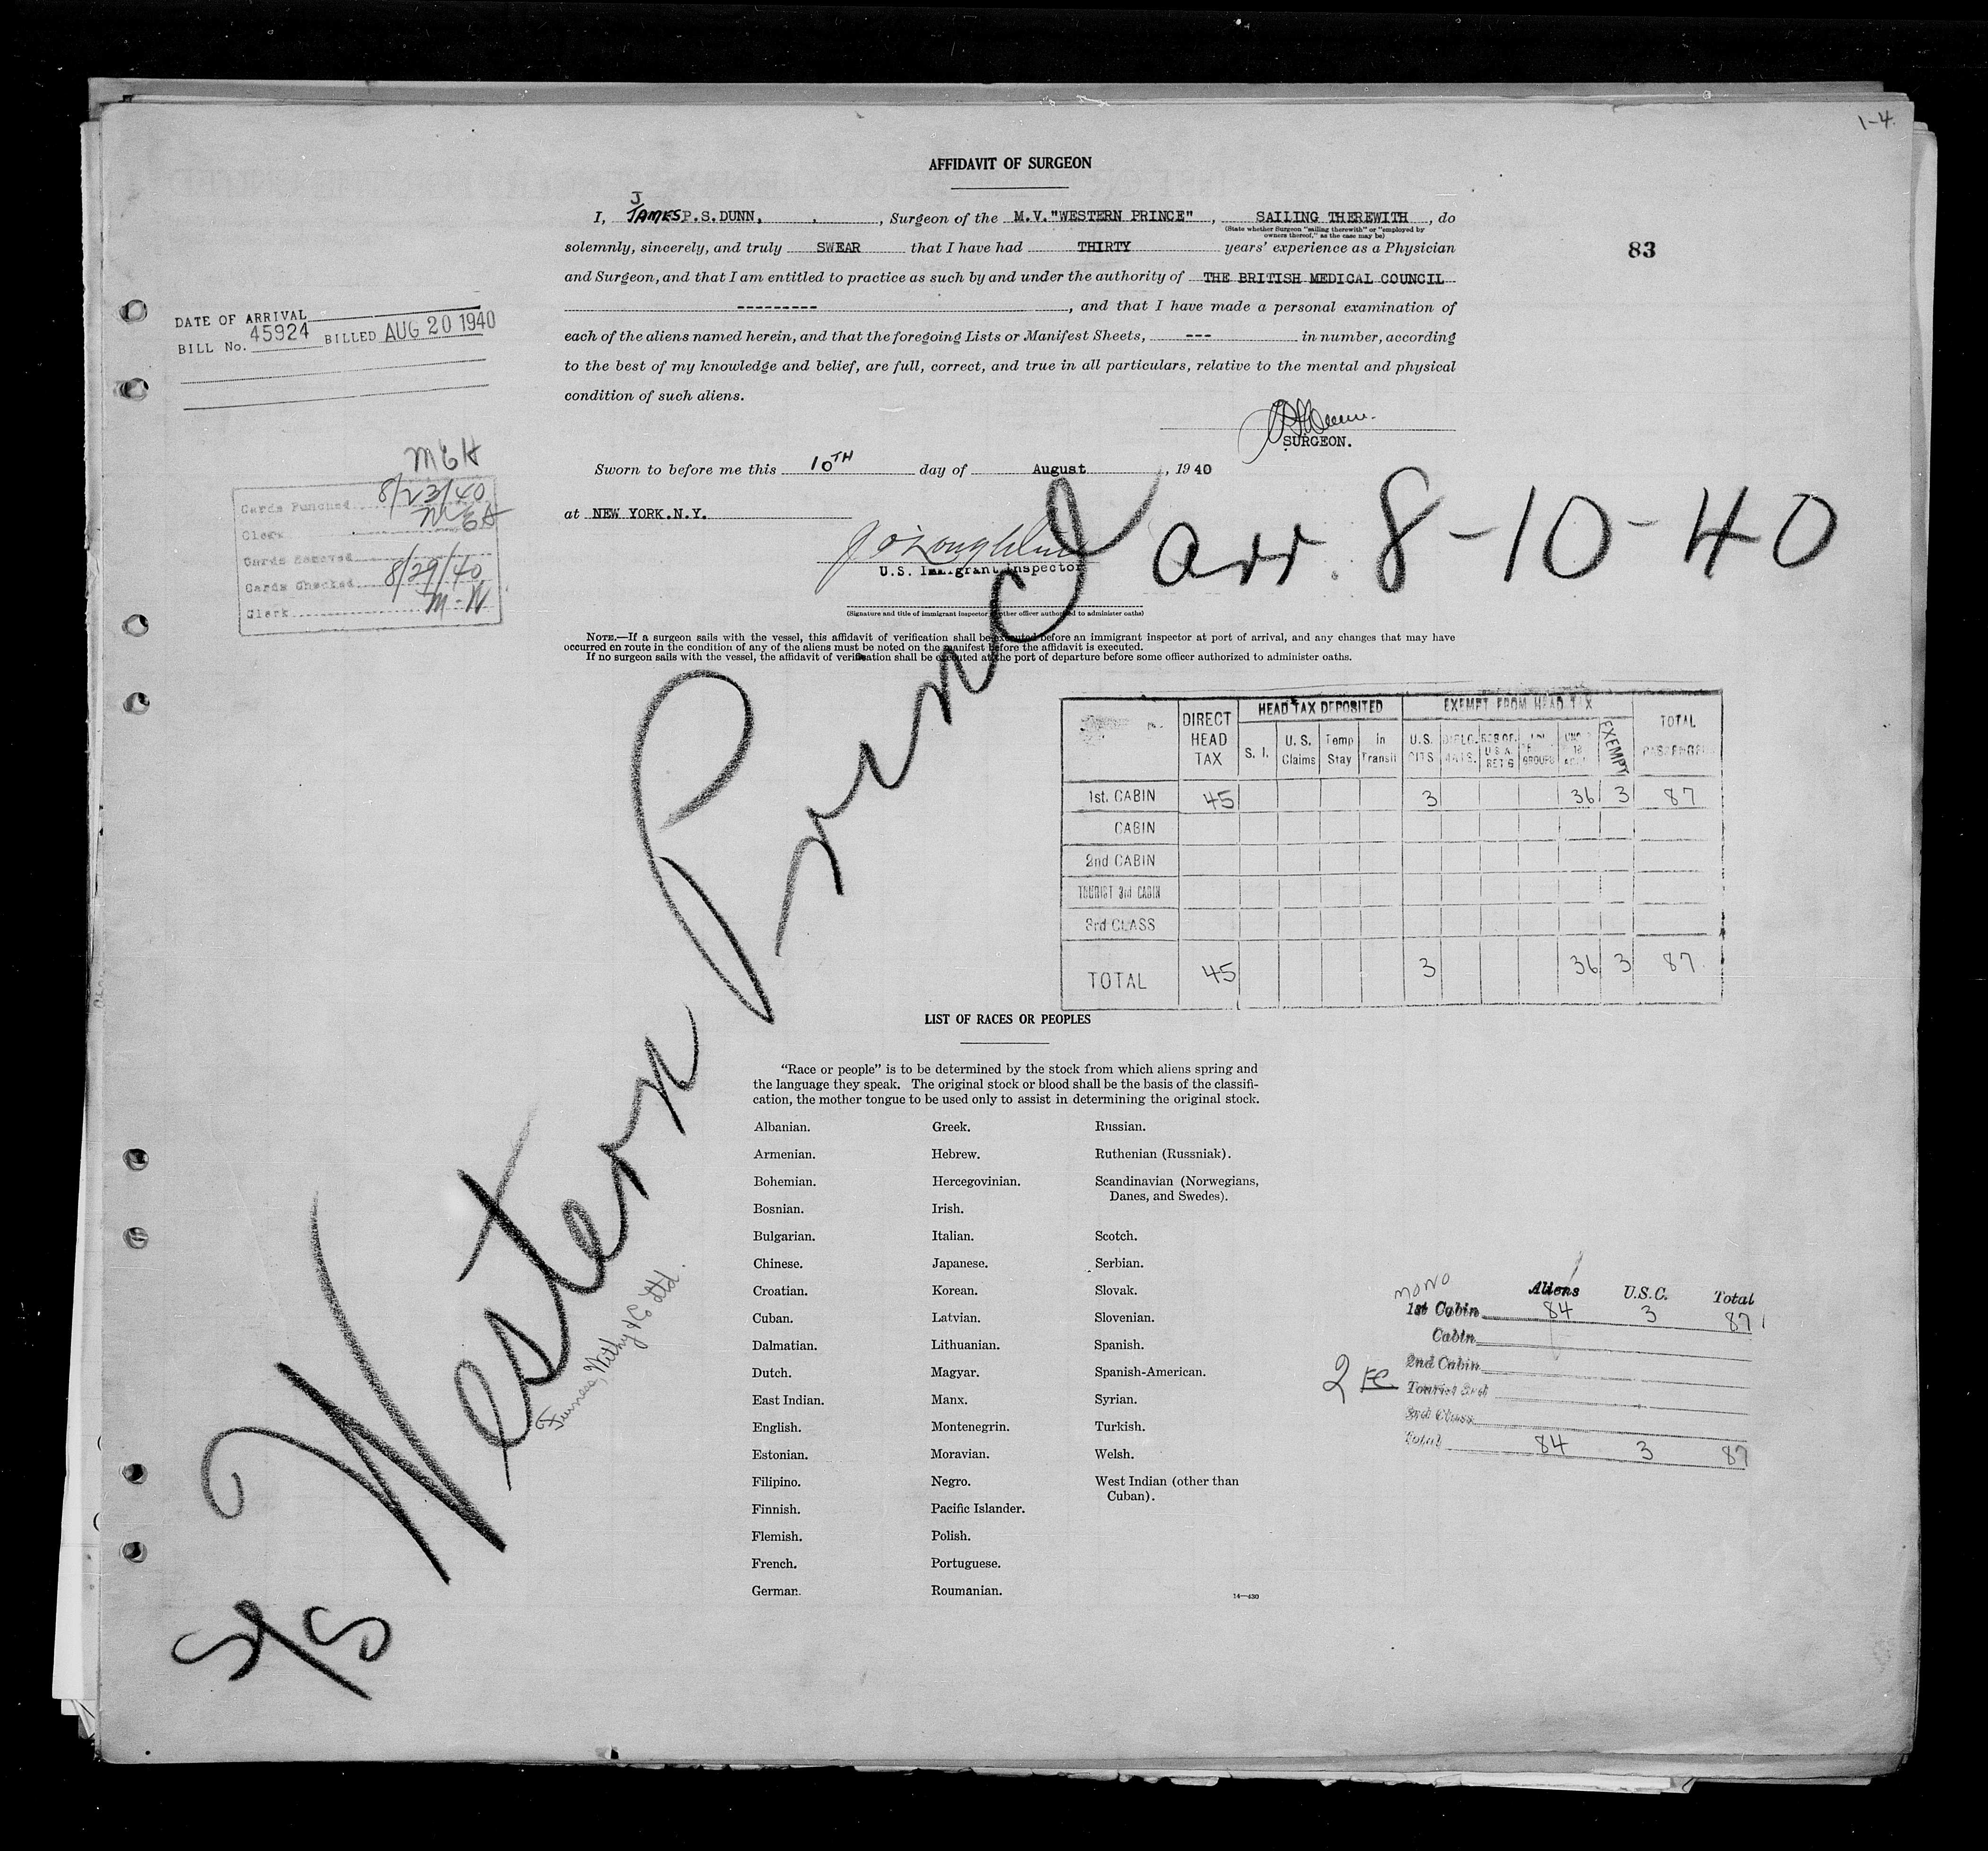 1-4
AFFIDAVIT OF SURGEON
J
I, JAMES P.S. DUNN, , Surgeon of the M.V. "WESTERN PRINCE", SAILING THEREWITH, do
(State whether Surgeon "sailing therewith" or "employed by
owners thereof," as the case may be)
solemnly, sincerely, and truly SWEAR that I have had THIRTY years' experience as a Physician
83
and Surgeon, and that I am entitled to practice as such by and under the authority of THE BRITISH MEDICAL COUNCIL
---------, and that I have made a personal examination of
each of the aliens named herein, and that the foregoing Lists or Manifest Sheets, --- in number, according
to the best of my knowledge and belief, are full, correct, and true in all particulars, relative to the mental and physical
condition of such aliens.
SURGEON.
Sworn to before me this 10TH day of August, 1940
at NEW YORK.N.Y.
U.S. Immigrant Inspector
(Signature and title of immigrant inspector or other officer authorized to administer oaths)
DATE OF ARRIVAL
BILL No. 45924 BILLED AUG 20 1940
MEH
Cards Punched 8/23/40
Clerk MEH
Cards Removed
Cards Checked 8/29/40
Clerk M-W
arr. 8-10-40
NOTE.—If a surgeon sails with the vessel, this affidavit of verification shall be executed before an immigrant inspector at port of arrival, and any changes that may have
occurred en route in the condition of any of the aliens must be noted on the manifest before the affidavit is executed.
If no surgeon sails with the vessel, the affidavit of verification shall be executed at the port of departure before some officer authorized to administer oaths.
S/S Western Prince
Furness, Withy & Co Ltd.
DIRECT HEAD TAX
HEAD TAX DEPOSITED
EXEMPT FROM HEAD TAX
TOTAL
S. I. U. S. Claims Temp Stay In Transit U.S. CITS EXEMPT
1st. CABIN 45 3 36 3 87
CABIN
2nd CABIN
TOURIST 3rd CABIN
3rd CLASS
TOTAL 45 3 36 3 87
LIST OF RACES OR PEOPLES
"Race or people" is to be determined by the stock from which aliens spring and
the language they speak. The original stock or blood shall be the basis of the classifi-
cation, the mother tongue to be used only to assist in determining the original stock.
Albanian.
Armenian.
Bohemian.
Bosnian.
Bulgarian.
Chinese.
Croatian.
Cuban.
Dalmatian.
Dutch.
East Indian.
English.
Estonian.
Filipino.
Finnish.
Flemish.
French.
German.
Greek.
Hebrew.
Hercegovinian.
Irish.
Italian.
Japanese.
Korean.
Latvian.
Lithuanian.
Magyar.
Manx.
Montenegrin.
Moravian.
Negro.
Pacific Islander.
Polish.
Portuguese.
Roumanian.
Russian.
Ruthenian (Russniak).
Scandinavian (Norwegians,
Danes, and Swedes).
Scotch.
Serbian.
Slovak.
Slovenian.
Spanish.
Spanish-American.
Syrian.
Turkish.
Welsh.
West Indian (other than
Cuban).
14—430
MONO
Aliens U.S.C. Total
1st Cabin 84 3 87
Cabin
2nd Cabin
2 FC
Tourist 3rd
3rd Class
Total 84 3 87